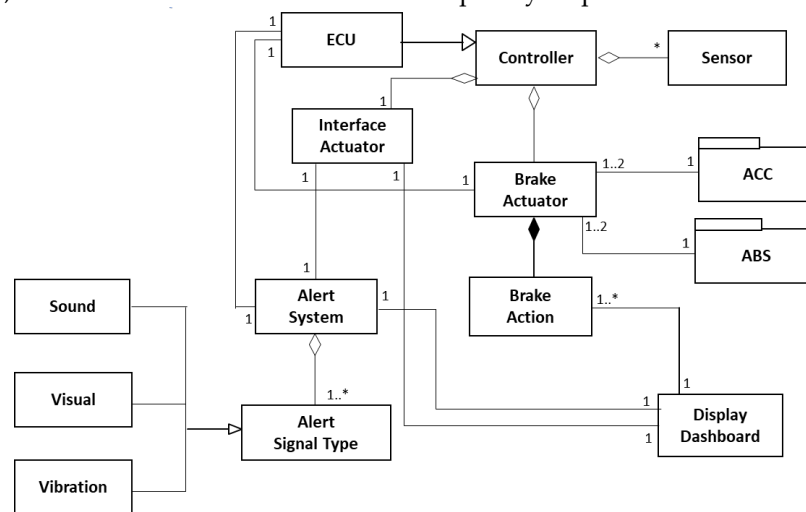 1
ECU
1
Controller
*
Sensor
1
Interface
Actuator
1
1
1
Brake
Actuator
1..2
1
ACC
1..2
1
ABS
1
Sound
Alert
System
1
1
Brake
Action
1..*
Visual
1..*
1
1
Alert
Signal Type
Display
Dashboard
1
Vibration